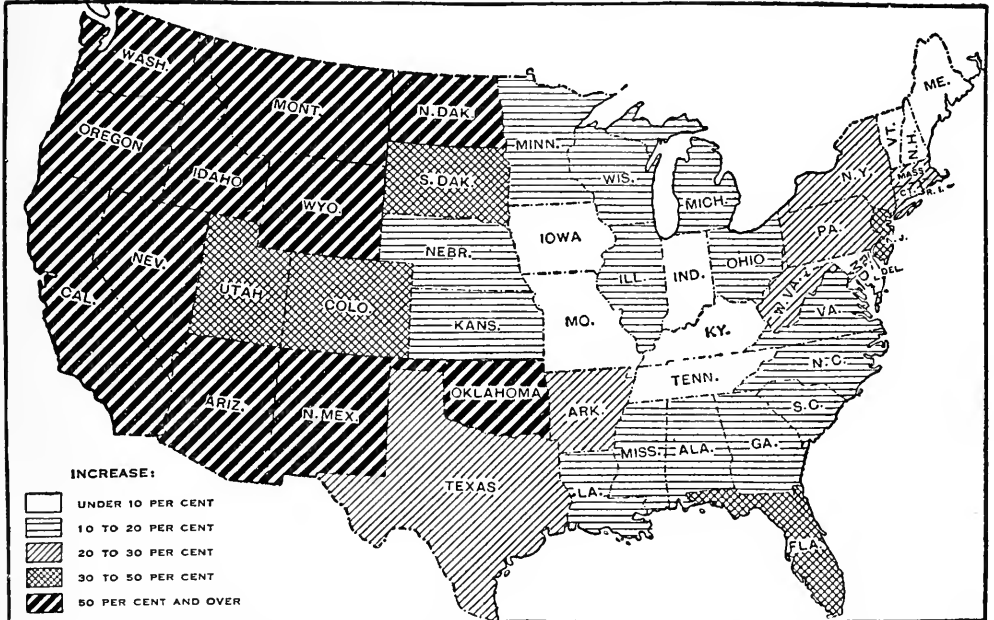 WASH.
MONT.
N.DAK.
MINN.
ME.
VT.
N.H.
OREGON
IDAHO
S.DAK.
WIS.
MICH.
N.Y.
MASS.
CT.
R.I.
WYO.
NEBR.
IOWA
PA.
J.
NEV.
UTAH
COLO.
ILL.
IND.
OHIO
W.VA.
MD.
DEL.
CAL.
KANS.
MO.
KY.
VA.
ARIZ.
N.MEX.
OKLAHOMA
ARK.
TENN.
N.C.
S.C.
TEXAS
LA.
MISS.
ALA.
GA.
FLA.
INCREASE:
UNDER 10 PER CENT
10 TO 20 PER CENT
20 TO 30 PER CENT
30 TO 50 PER CENT
50 PER CENT AND OVER